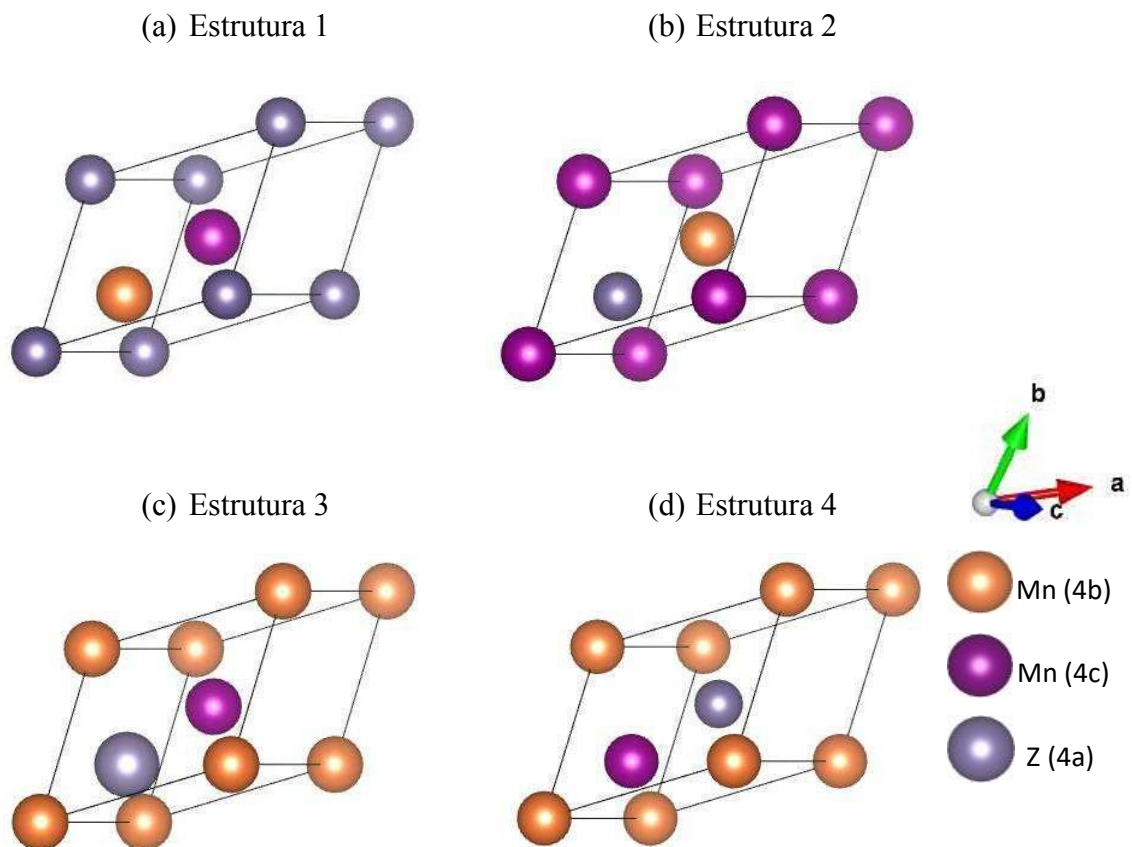 (a) Estrutura 1
(b) Estrutura 2
b
a
c
(c) Estrutura 3
(d) Estrutura 4
Mn (4b)
Mn (4c)
Z (4a)